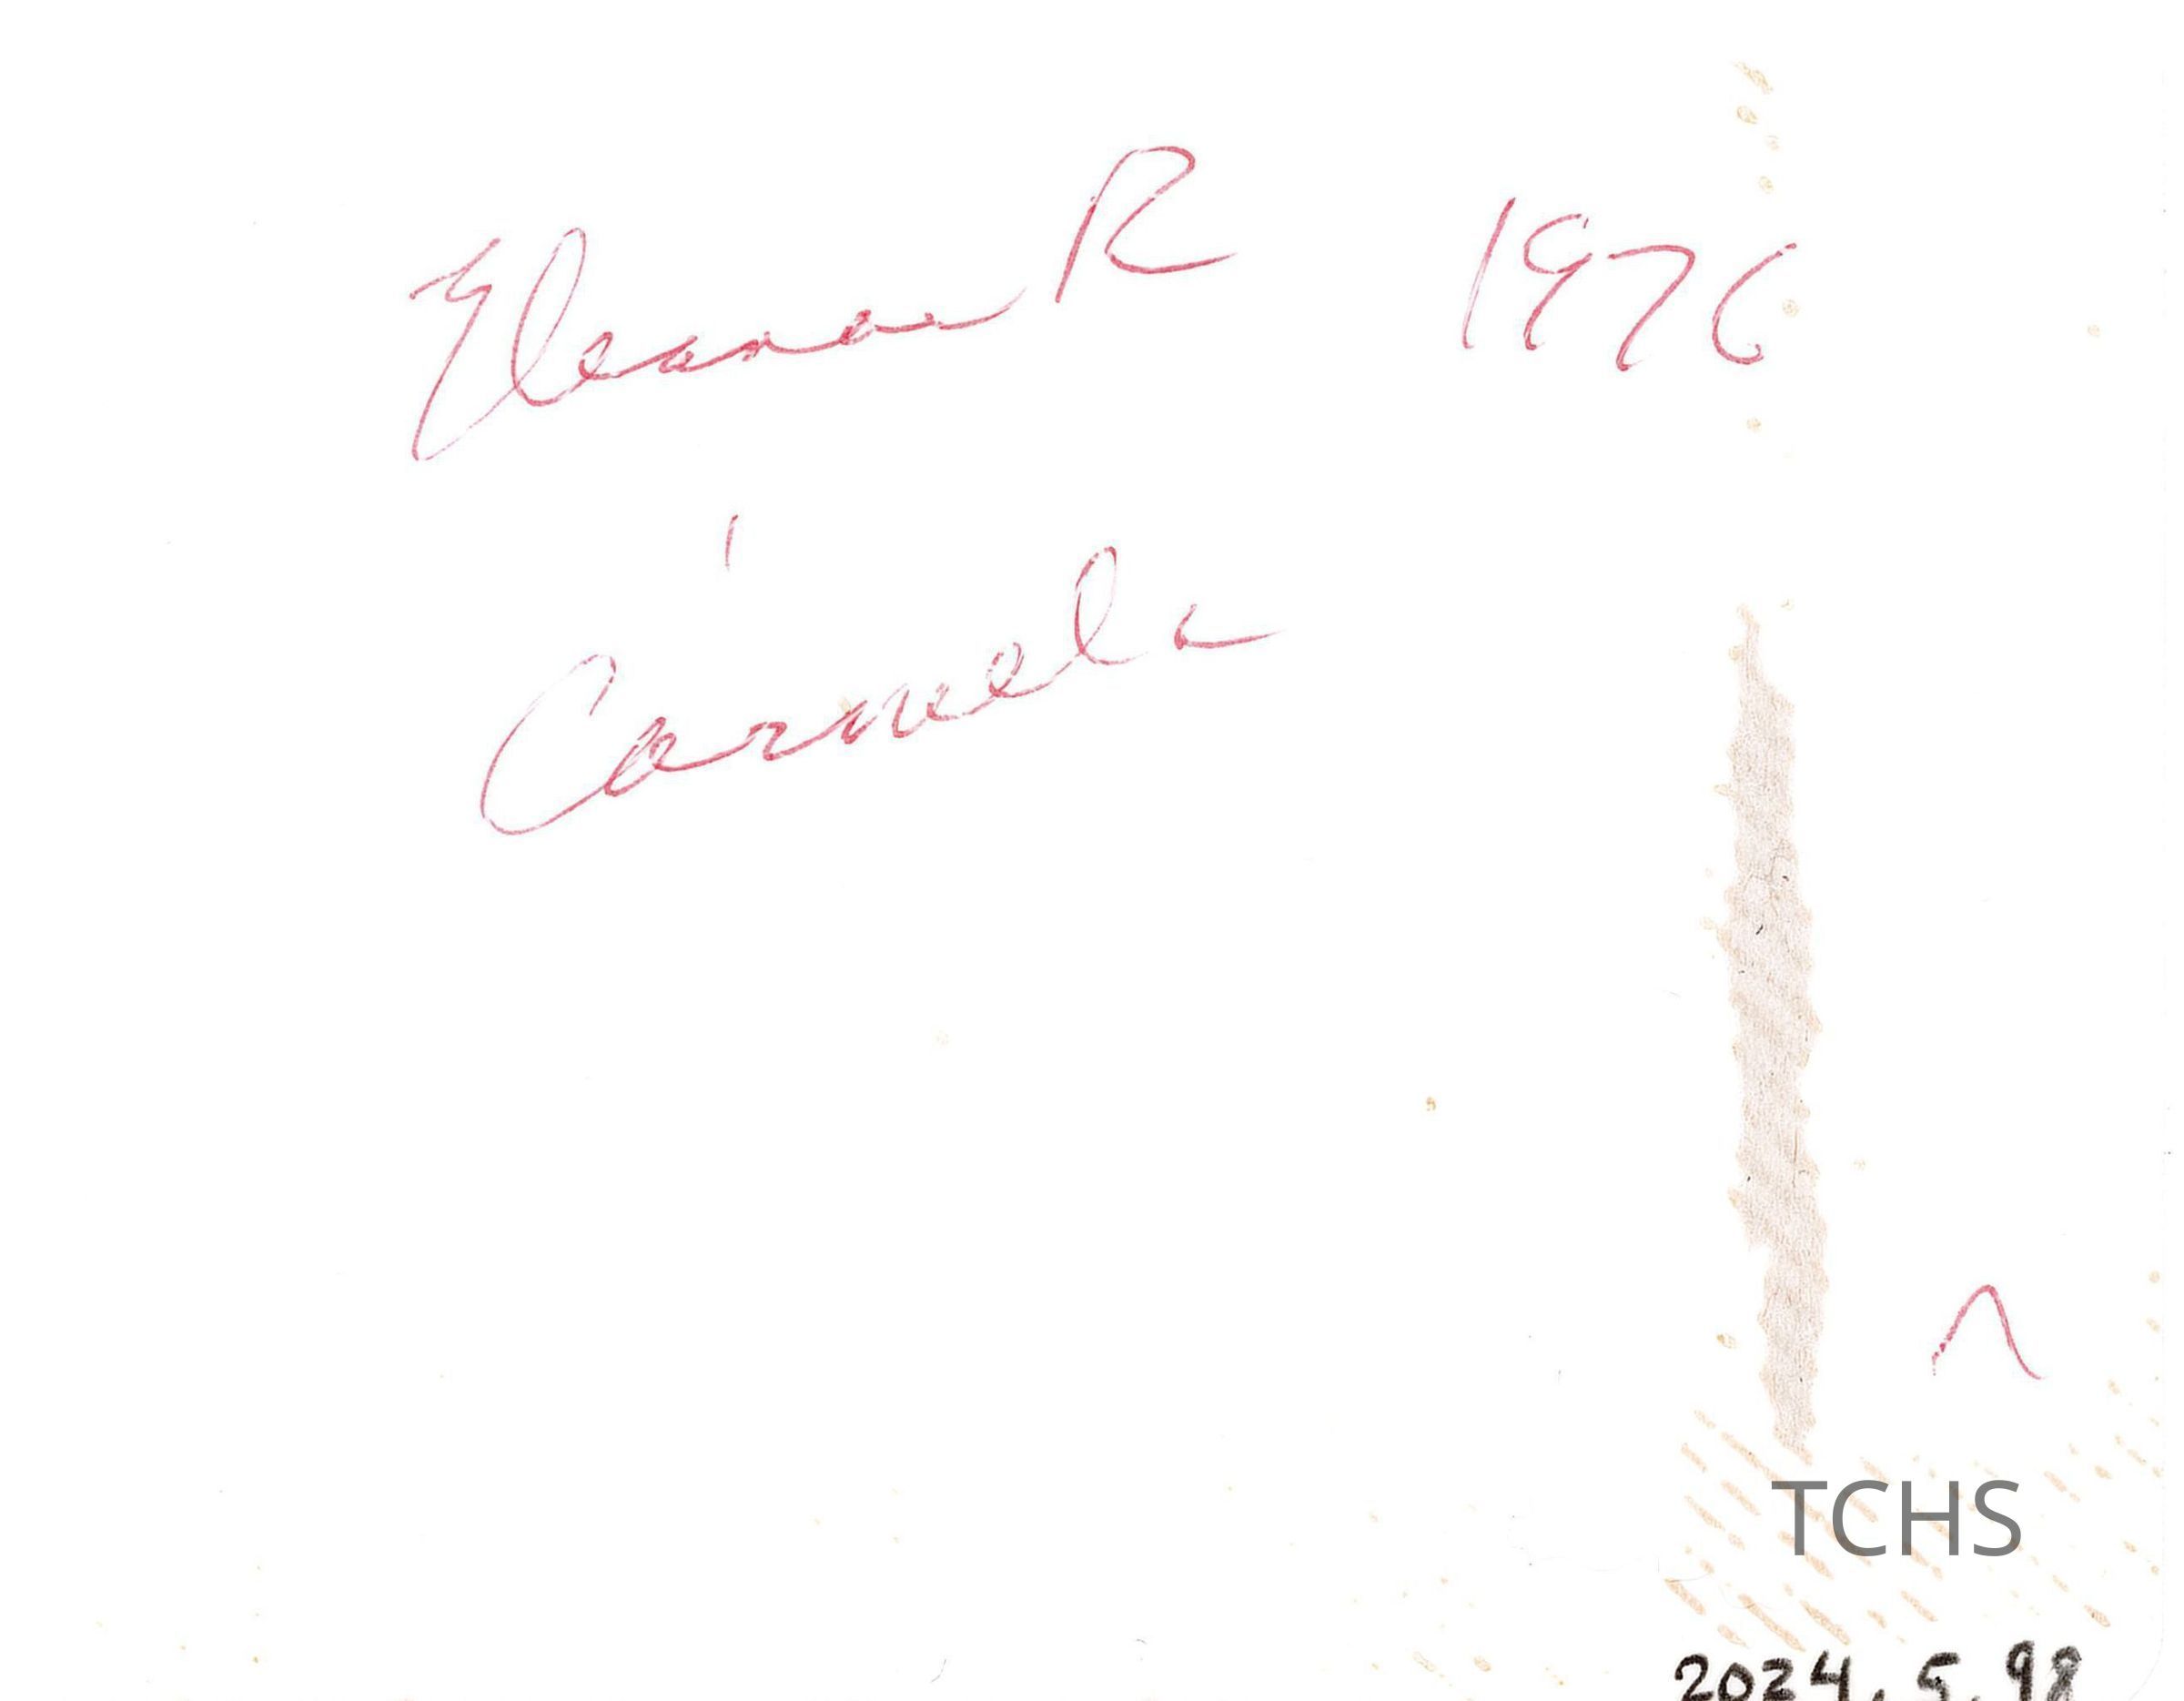 Eleanor R 1976
Carmela
TCHS
2024.5.98